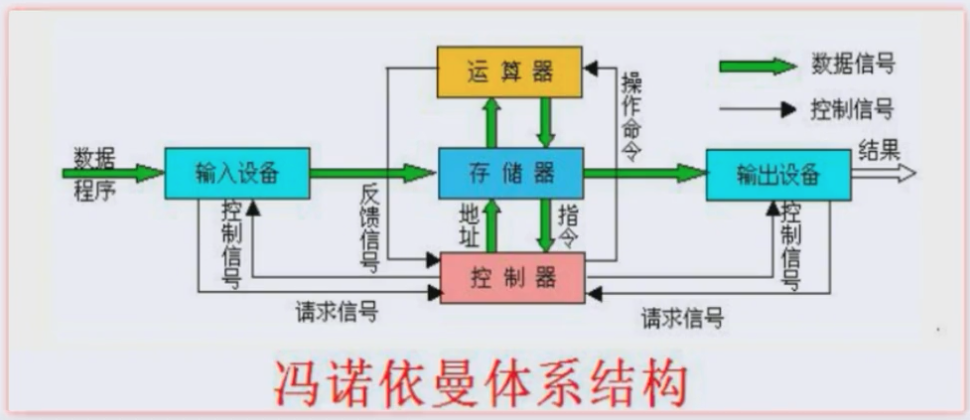 运算器
数据信号
操作命令
控制信号
数据
程序
输入设备
存储器
输出设备
结果
控制信号
反馈信号
地址
指令
控制信号
控制器
请求信号
请求信号
冯诺依曼体系结构